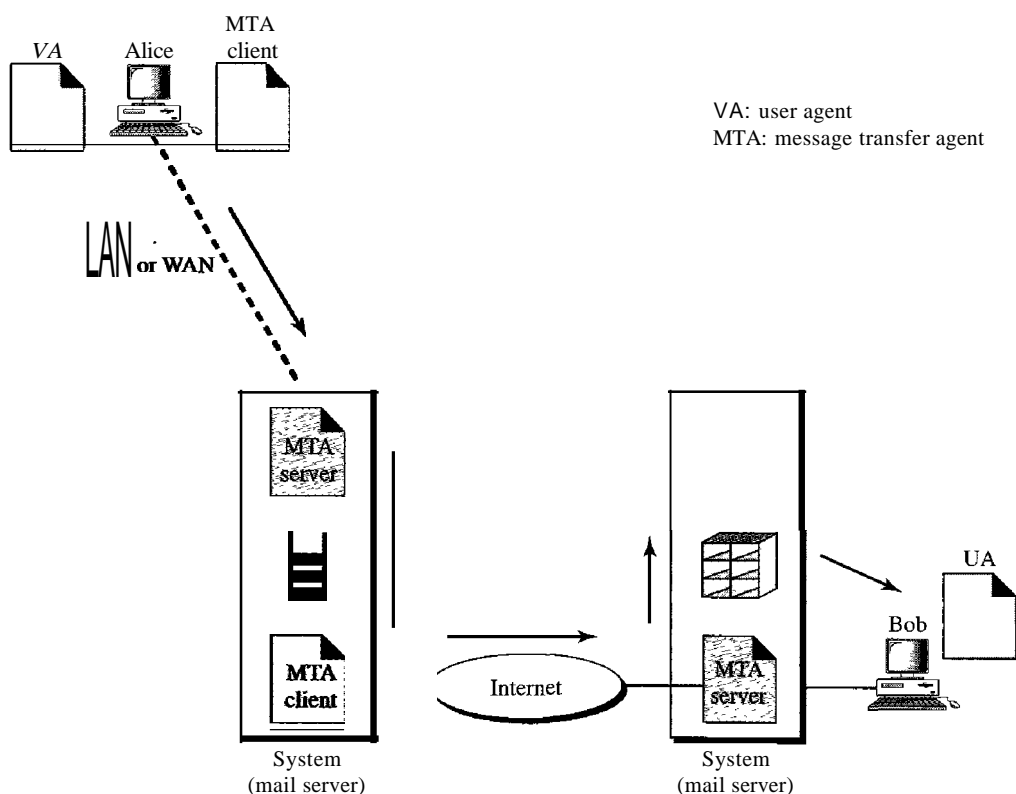 VA
Alice
MTA
client
VA: user agent
MTA: message transfer agent
LAN or WAN
MTA
server
MTA
client
System
(mail server)
Internet
MTA
server
System
(mail server)
UA
Bob